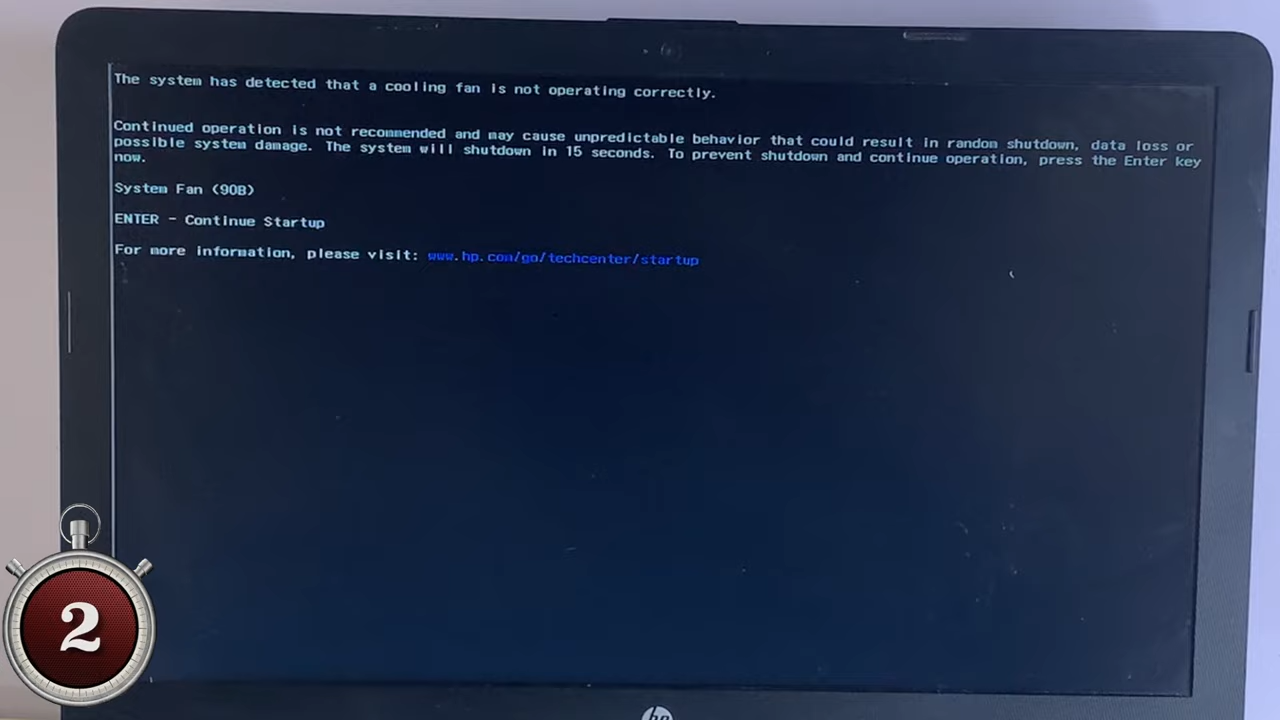 The system has detected that a cooling fan is not operating correctly.
Continued operation is not recommended and may cause unpredictable behavior that could result in random shutdown, data loss or
possible system damage. The system will shutdown in 15 seconds. To prevent shutdown and continue operation, press the Enter key
now.
System Fan (90B)
ENTER - Continue Startup
For more information, please visit: www.hp.com/go/techcenter/startup
2
hp